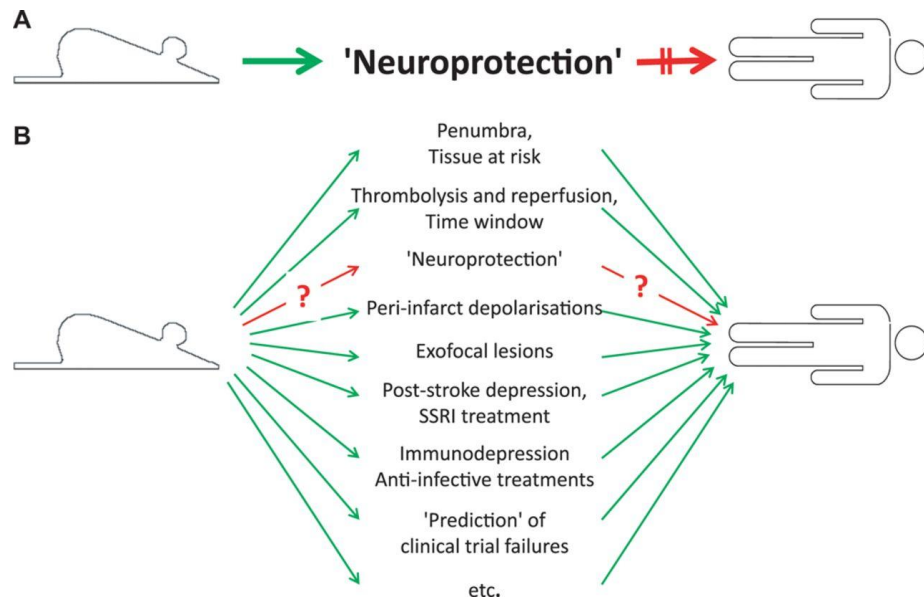 A
'Neuroprotection'
B
Penumbra,
Tissue at risk
Thrombolysis and reperfusion,
Time window
'Neuroprotection'
?
?
Peri-infarct depolarisations
Exofocal lesions
Post-stroke depression,
SSRI treatment
Immunodepression
Anti-infective treatments
'Prediction' of
clinical trial failures
etc.